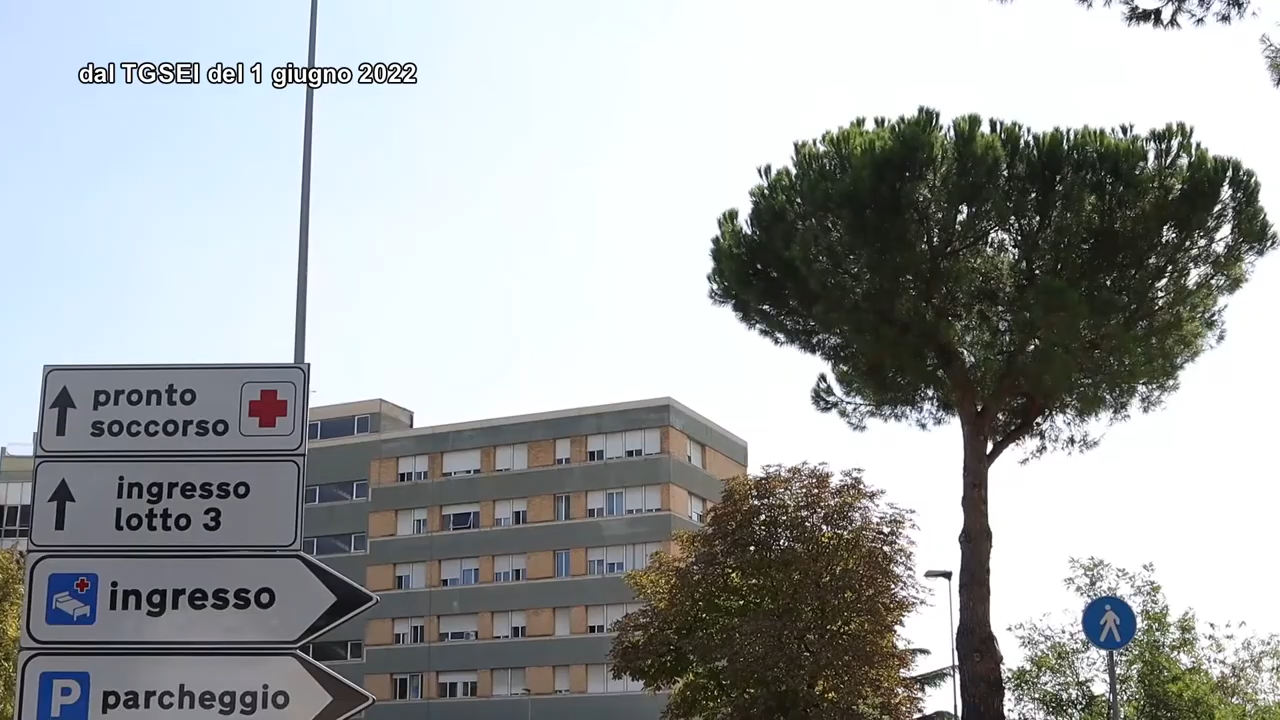 dal TGSEI del 1 giugno 2022
pronto
soccorso
ingresso
lotto 3
ingresso
P parcheggio